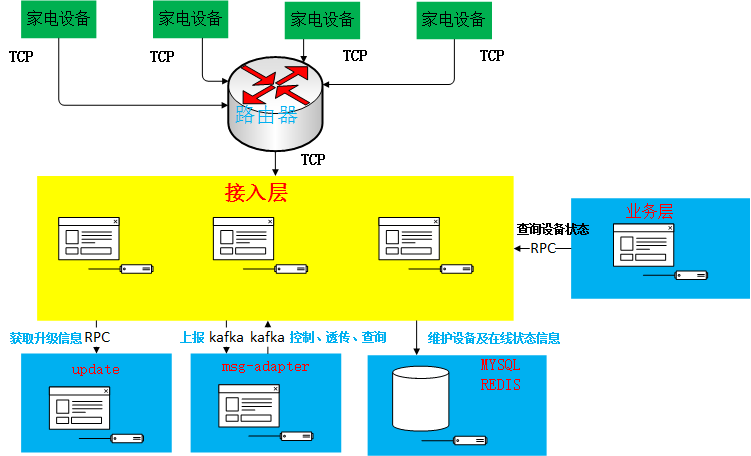 家电设备
家电设备
家电设备
家电设备
TCP
TCP
TCP
TCP
路由器
TCP
接入层
业务层
查询设备状态
RPC
获取升级信息 RPC
上报 kafka
kafka 控制、透传、查询
维护设备及在线状态信息
update
msg-adapter
MYSQL
REDIS